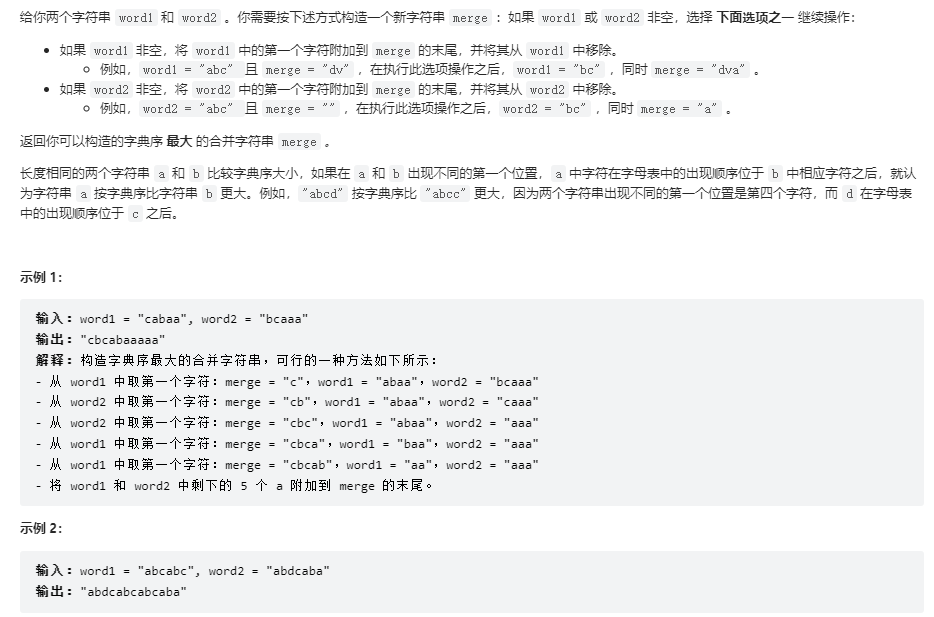 给你两个字符串 word1 和 word2 。你需要按下述方式构造一个新字符串 merge ：如果 word1 或 word2 非空，选择 下面选项之一 继续操作：
如果 word1 非空，将 word1 中的第一个字符附加到 merge 的末尾，并将其从 word1 中移除。
例如， word1 = "abc" 且 merge = "dv" ，在执行此选项操作之后， word1 = "bc" ，同时 merge = "dva" 。
如果 word2 非空，将 word2 中的第一个字符附加到 merge 的末尾，并将其从 word2 中移除。
例如， word2 = "abc" 且 merge = "" ，在执行此选项操作之后， word2 = "bc" ，同时 merge = "a" 。
返回你可以构造的字典序 最大 的合并字符串 merge 。
长度相同的两个字符串 a 和 b 比较字典序大小，如果在 a 和 b 出现不同的第一个位置， a 中字符在字母表中的出现顺序位于 b 中相应字符之后，就认
为字符串 a 按字典序比字符串 b 更大。例如， "abcd" 按字典序比 "abcc" 更大，因为两个字符串出现不同的第一个位置是第四个字符，而 d 在字母表
中的出现顺序位于 c 之后。
示例 1：
输入：word1 = "cabaa", word2 = "bcaaa"
输出："cbcabaaaaa"
解释：构造字典序最大的合并字符串，可行的一种方法如下所示：
- 从 word1 中取第一个字符：merge = "c"，word1 = "abaa"，word2 = "bcaaa"
- 从 word2 中取第一个字符：merge = "cb"，word1 = "abaa"，word2 = "caaa"
- 从 word2 中取第一个字符：merge = "cbc"，word1 = "abaa"，word2 = "aaa"
- 从 word1 中取第一个字符：merge = "cbca"，word1 = "baa"，word2 = "aaa"
- 从 word1 中取第一个字符：merge = "cbcab"，word1 = "aa"，word2 = "aaa"
- 将 word1 和 word2 中剩下的 5 个 a 附加到 merge 的末尾。
示例 2：
输入：word1 = "abcabc", word2 = "abdcaba"
输出："abdcabcabcaba"